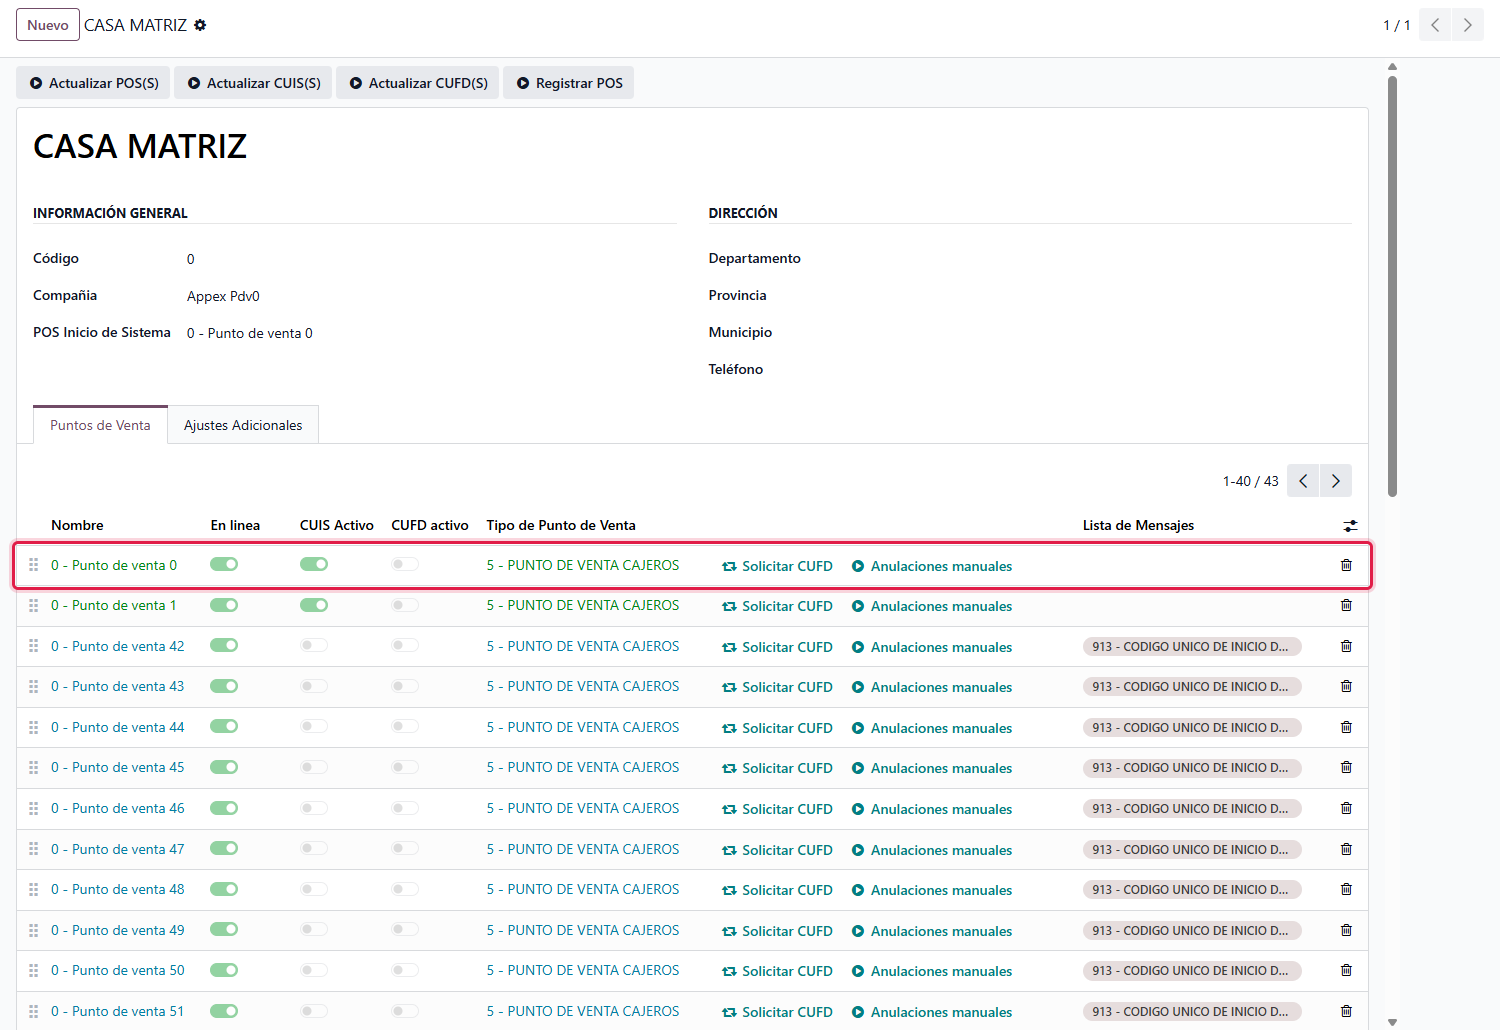 Nuevo CASA MATRIZ 1 / 1
Actualizar POS(S) Actualizar CUIS(S) Actualizar CUFD(S) Registrar POS
CASA MATRIZ
INFORMACIÓN GENERAL DIRECCIÓN
Código 0 Departamento
Compañia Appex Pdv0 Provincia
POS Inicio de Sistema 0 - Punto de venta 0 Municipio
Teléfono
Puntos de Venta Ajustes Adicionales
1-40 / 43
Nombre En linea CUIS Activo CUFD activo Tipo de Punto de Venta Lista de Mensajes
0 - Punto de venta 0 5 - PUNTO DE VENTA CAJEROS Solicitar CUFD Anulaciones manuales
0 - Punto de venta 1 5 - PUNTO DE VENTA CAJEROS Solicitar CUFD Anulaciones manuales
0 - Punto de venta 42 5 - PUNTO DE VENTA CAJEROS Solicitar CUFD Anulaciones manuales 913 - CODIGO UNICO DE INICIO D...
0 - Punto de venta 43 5 - PUNTO DE VENTA CAJEROS Solicitar CUFD Anulaciones manuales 913 - CODIGO UNICO DE INICIO D...
0 - Punto de venta 44 5 - PUNTO DE VENTA CAJEROS Solicitar CUFD Anulaciones manuales 913 - CODIGO UNICO DE INICIO D...
0 - Punto de venta 45 5 - PUNTO DE VENTA CAJEROS Solicitar CUFD Anulaciones manuales 913 - CODIGO UNICO DE INICIO D...
0 - Punto de venta 46 5 - PUNTO DE VENTA CAJEROS Solicitar CUFD Anulaciones manuales 913 - CODIGO UNICO DE INICIO D...
0 - Punto de venta 47 5 - PUNTO DE VENTA CAJEROS Solicitar CUFD Anulaciones manuales 913 - CODIGO UNICO DE INICIO D...
0 - Punto de venta 48 5 - PUNTO DE VENTA CAJEROS Solicitar CUFD Anulaciones manuales 913 - CODIGO UNICO DE INICIO D...
0 - Punto de venta 49 5 - PUNTO DE VENTA CAJEROS Solicitar CUFD Anulaciones manuales 913 - CODIGO UNICO DE INICIO D...
0 - Punto de venta 50 5 - PUNTO DE VENTA CAJEROS Solicitar CUFD Anulaciones manuales 913 - CODIGO UNICO DE INICIO D...
0 - Punto de venta 51 5 - PUNTO DE VENTA CAJEROS Solicitar CUFD Anulaciones manuales 913 - CODIGO UNICO DE INICIO D...